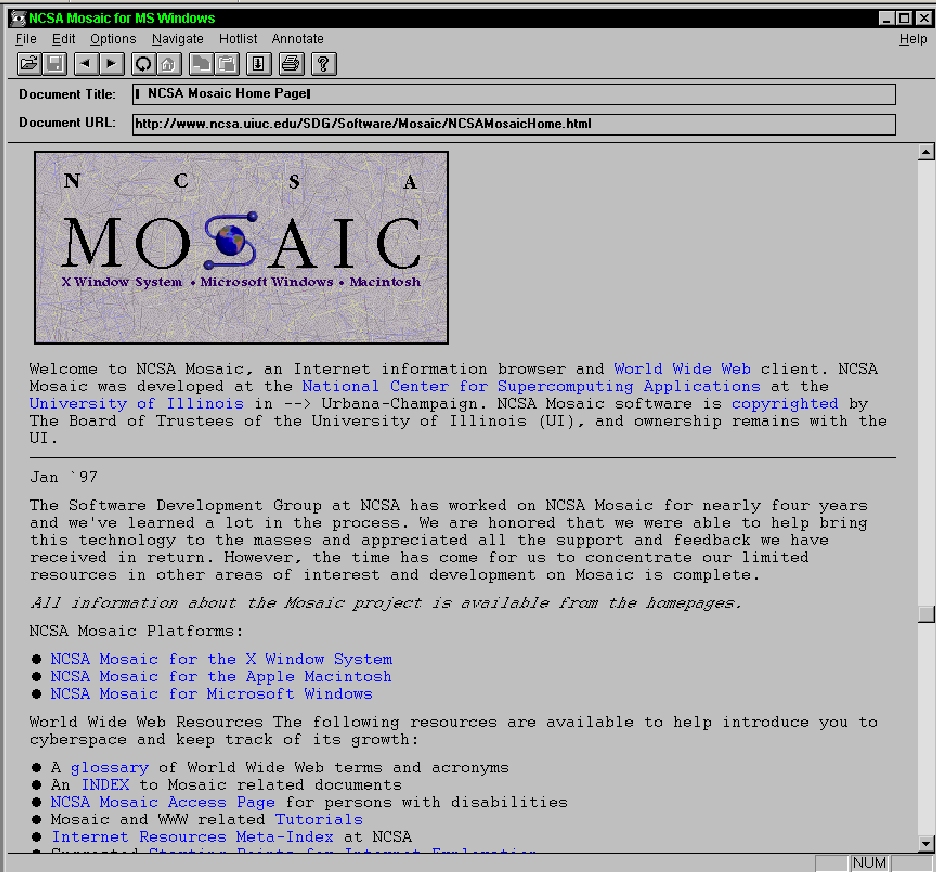 NCSA Mosaic for MS Windows
File Edit Options Navigate Hotlist Annotate Help
Document Title: NCSA Mosaic Home Page
Document URL: http://www.ncsa.uiuc.edu/SDG/Software/Mosaic/NCSAMosaicHome.html
N C S A
MOSAIC
X Window System • Microsoft Windows • Macintosh
Welcome to NCSA Mosaic, an Internet information browser and World Wide Web client. NCSA
Mosaic was developed at the National Center for Supercomputing Applications at the
University of Illinois in --> Urbana-Champaign. NCSA Mosaic software is copyrighted by
The Board of Trustees of the University of Illinois (UI), and ownership remains with the
UI.
Jan `97
The Software Development Group at NCSA has worked on NCSA Mosaic for nearly four years
and we've learned a lot in the process. We are honored that we were able to help bring
this technology to the masses and appreciated all the support and feedback we have
received in return. However, the time has come for us to concentrate our limited
resources in other areas of interest and development on Mosaic is complete.
All information about the Mosaic project is available from the homepages.
NCSA Mosaic Platforms:
● NCSA Mosaic for the X Window System
● NCSA Mosaic for the Apple Macintosh
● NCSA Mosaic for Microsoft Windows
World Wide Web Resources The following resources are available to help introduce you to
cyberspace and keep track of its growth:
● A glossary of World Wide Web terms and acronyms
● An INDEX to Mosaic related documents
● NCSA Mosaic Access Page for persons with disabilities
● Mosaic and WWW related Tutorials
● Internet Resources Meta-Index at NCSA
● Suggested Starting Points for Internet Exploration
NUM